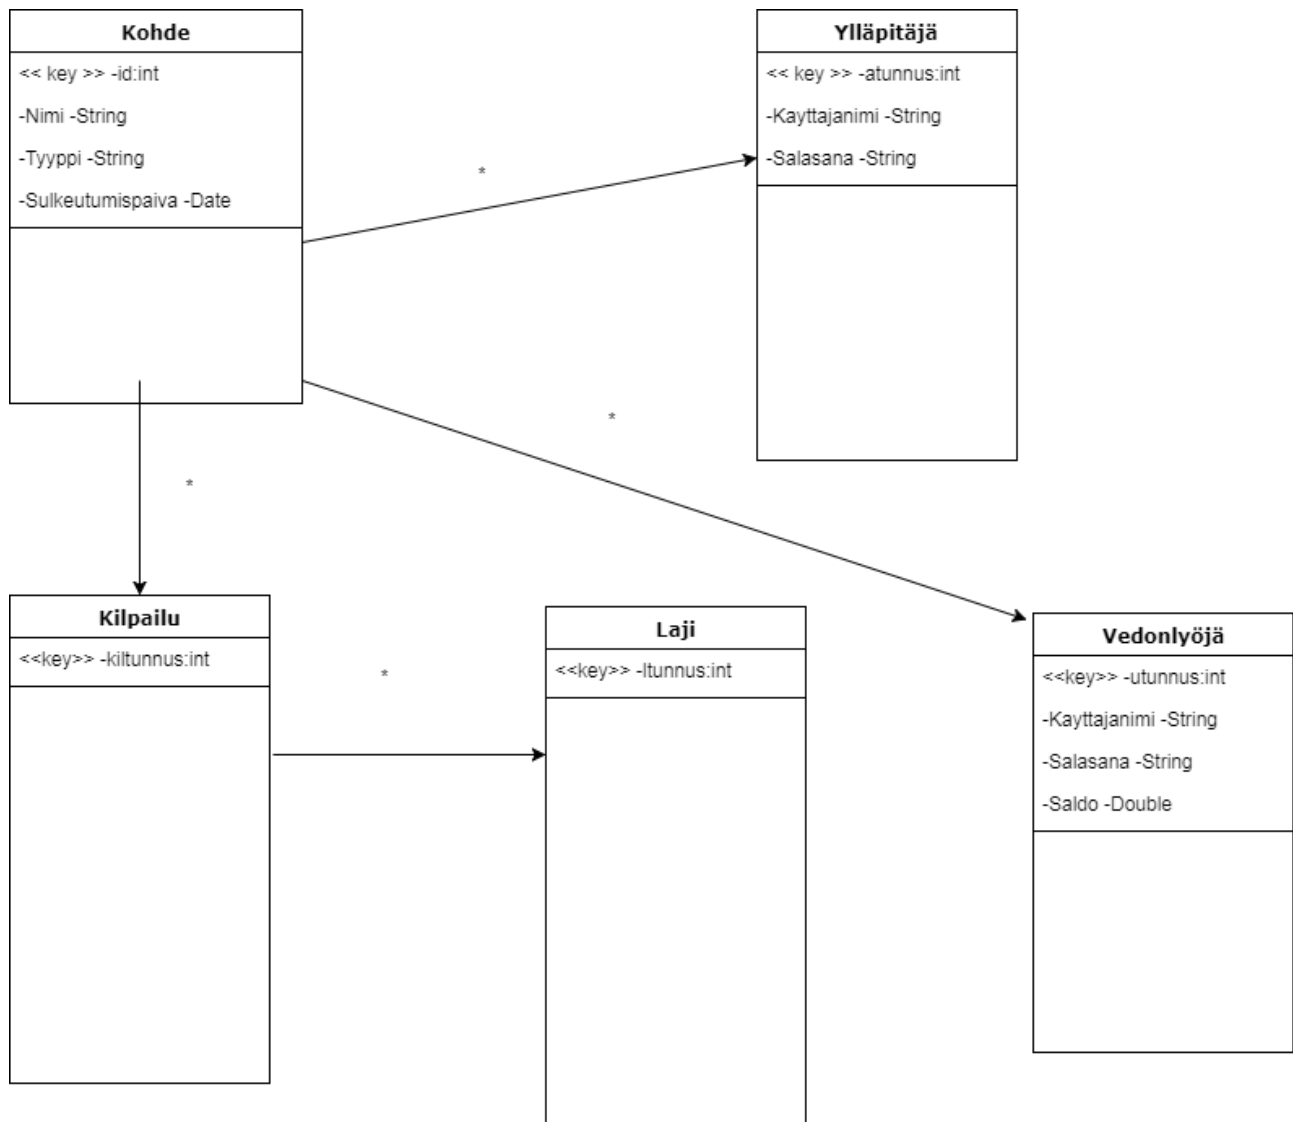 Kohde
<< key >> -id:int
-Nimi -String
-Tyyppi -String
-Sulkeutumispaiva -Date
Ylläpitäjä
<< key >> -atunnus:int
-Kayttajanimi -String
-Salasana -String
*
*
*
Kilpailu
<<key>> -kiltunnus:int
*
Laji
<<key>> -ltunnus:int
Vedonlyöjä
<<key>> -utunnus:int
-Kayttajanimi -String
-Salasana -String
-Saldo -Double